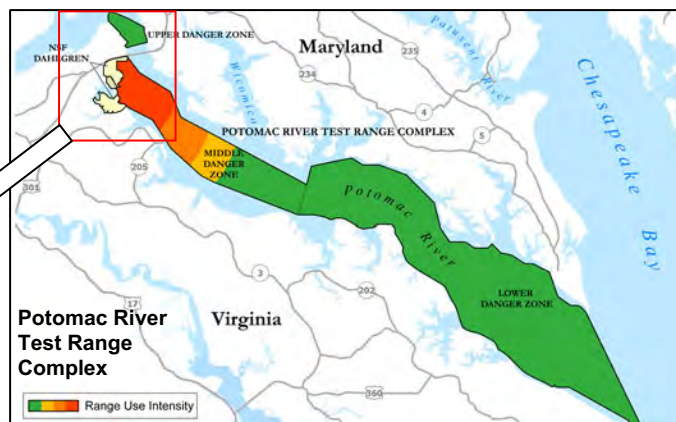 NSF
DAHLGREN
UPPER DANGER ZONE
Maryland
235
Patuxent River
Chesapeake Bay
Wicomico
234
4
POTOMAC RIVER TEST RANGE COMPLEX
5
MIDDLE
DANGER
ZONE
205
301
Potomac River
3
202
LOWER
DANGER ZONE
17
Potomac River
Test Range
Complex
Virginia
360
Range Use Intensity